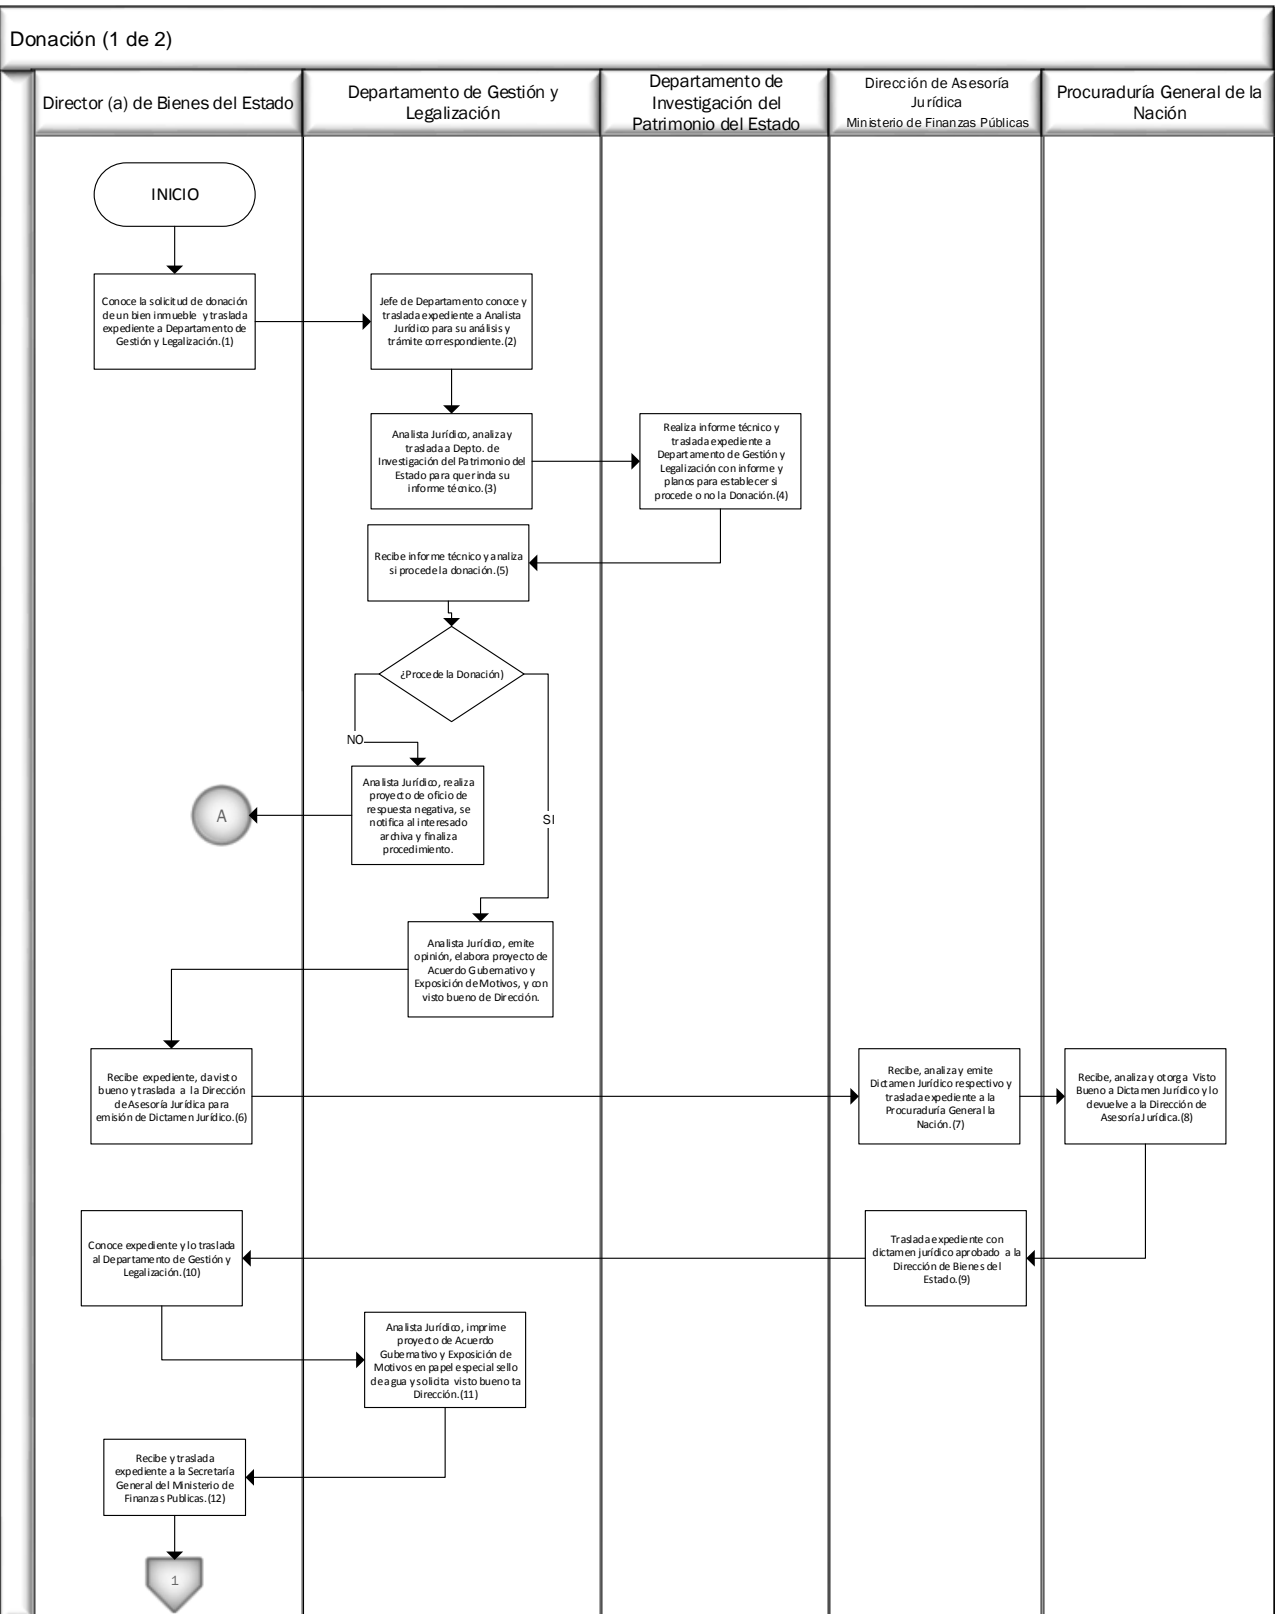 Donación (1 de 2)
Director (a) de Bienes del Estado
Departamento de Gestión y
Legalización
Departamento de
Investigación del
Patrimonio del Estado
Dirección de Asesoría
Jurídica
Ministerio de Finanzas Públicas
Procuraduría General de la
Nación
INICIO
Conoce la solicitud de donación
de un bien inmueble y traslada
expediente a Departamento de
Gestión y Legalización.(1)
Jefe de Departamento conoce y
traslada expediente a Analista
Jurídico para su análisis y
trámite correspondiente.(2)
Analista Jurídico, analiza y
traslada a Depto. de
Investigación del Patrimonio del
Estado para que rinda su
informe técnico.(3)
Realiza informe técnico y
traslada expediente a
Departamento de Gestión y
Legalización con informe y
planos para establecer si
procede o no la Donación.(4)
Recibe informe técnico y analiza
si procede la donación.(5)
¿Procede la Donación)
NO
SI
Analista Jurídico, realiza
proyecto de oficio de
respuesta negativa, se
notifica al interesado
archiva y finaliza
procedimiento.
A
Analista Jurídico, emite
opinión, elabora proyecto de
Acuerdo Gubernativo y
Exposición de Motivos, y con
visto bueno de Dirección.
Recibe expediente, da visto
bueno y traslada a la Dirección
de Asesoría Jurídica para
emisión de Dictamen Jurídico.(6)
Recibe, analiza y emite
Dictamen Jurídico respectivo y
traslada expediente a la
Procuraduría General la
Nación.(7)
Recibe, analiza y otorga Visto
Bueno a Dictamen Jurídico y lo
devuelve a la Dirección de
Asesoría Jurídica.(8)
Traslada expediente con
dictamen jurídico aprobado a la
Dirección de Bienes del
Estado.(9)
Conoce expediente y lo traslada
al Departamento de Gestión y
Legalización.(10)
Analista Jurídico, imprime
proyecto de Acuerdo
Gubernativo y Exposición de
Motivos en papel especial sello
de agua y solicita visto bueno ta
Dirección.(11)
Recibe y traslada
expediente a la Secretaría
General del Ministerio de
Finanzas Publicas.(12)
1